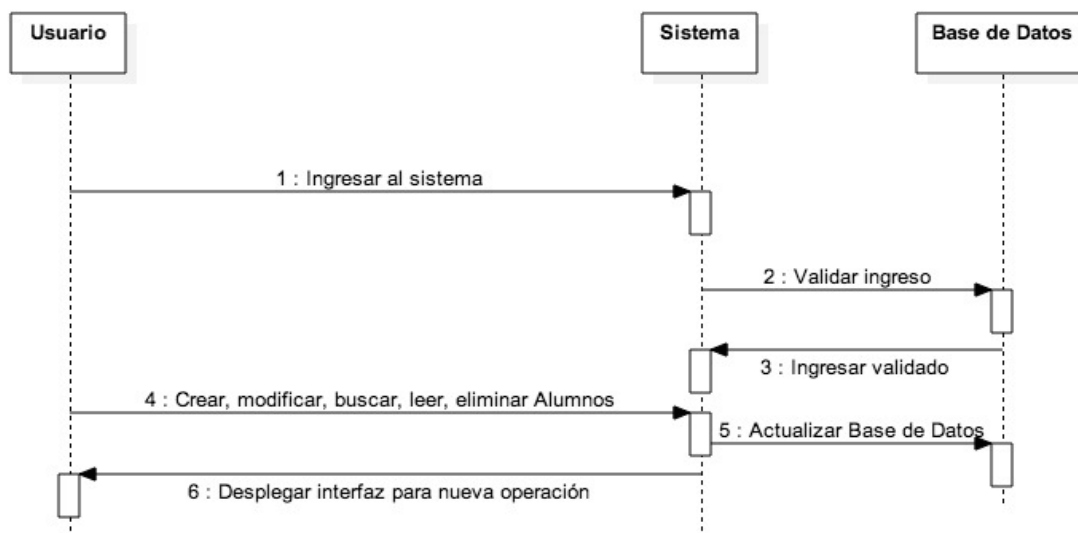 Usuario
Sistema
Base de Datos
1 : Ingresar al sistema
2 : Validar ingreso
3 : Ingresar validado
4 : Crear, modificar, buscar, leer, eliminar Alumnos
5 : Actualizar Base de Datos
6 : Desplegar interfaz para nueva operación